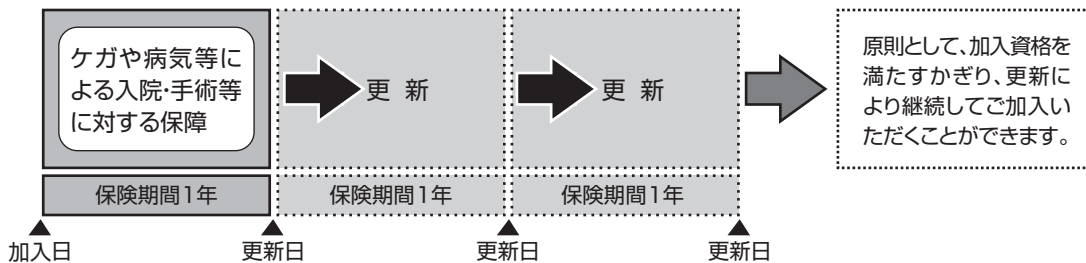 ケガや病気等に
よる入院・手術等
に対する保障
更 新
更 新
原則として、加入資格を
満たすかぎり、更新に
より継続してご加入い
ただくことができます。
保険期間1年
保険期間1年
保険期間1年
加入日
更新日
更新日
更新日